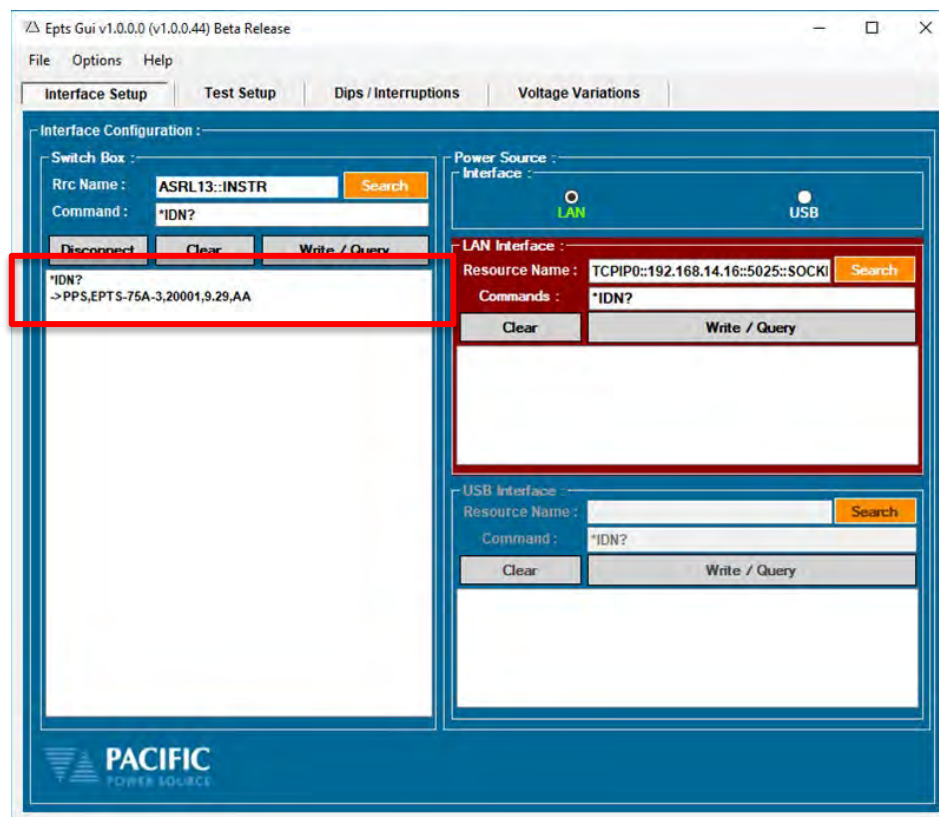 Epts Gui v1.0.0.0 (v1.0.0.44) Beta Release
File Options Help
Interface Setup Test Setup Dips / Interruptions Voltage Variations
Interface Configuration :
Switch Box :
Rrc Name : ASRL13::INSTR Search
Command : *IDN?
Disconnect Clear Write / Query
*IDN?
->PPS,EPTS-75A-3,20001,9.29,AA
Power Source :
Interface :
LAN USB
LAN Interface :
Resource Name : TCPIP0::192.168.14.16::5025::SOCKI Search
Commands : *IDN?
Clear Write / Query
USB Interface :
Resource Name : Search
Command : *IDN?
Clear Write / Query
PACIFIC
POWER SOURCE